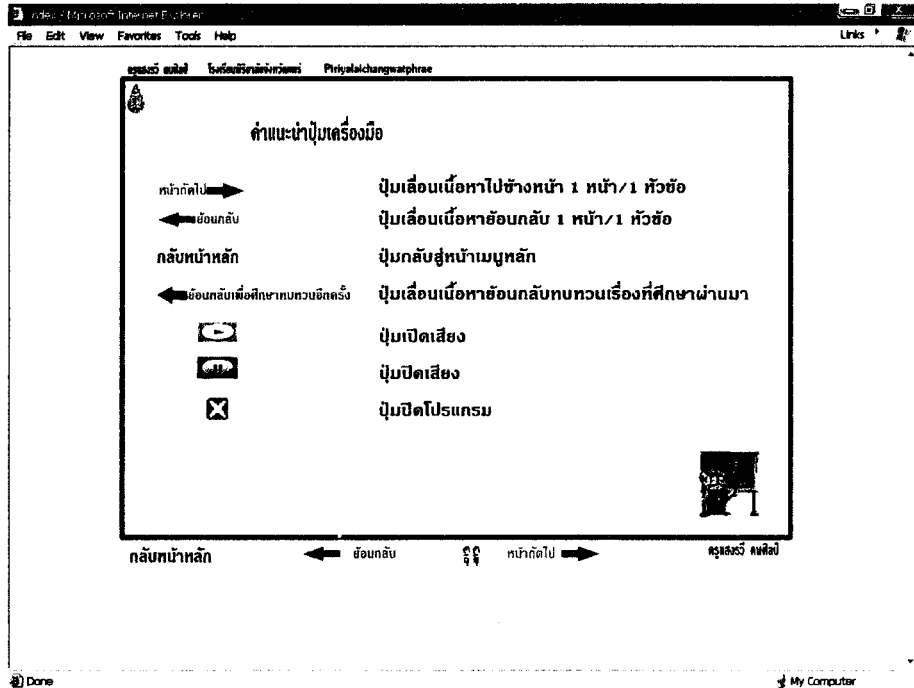 index - Microsoft Internet Explorer
File Edit View Favorites Tools Help Links
ครูแสงรวี คมศิลป์ โรงเรียนพิริยาลัยจังหวัดแพร่ Piriyalaichangwatphrae
คำแนะนำปุ่มเครื่องมือ
หน้าถัดไป ปุ่มเลื่อนเนื้อหาไปข้างหน้า 1 หน้า/1 หัวข้อ
ย้อนกลับ ปุ่มเลื่อนเนื้อหาย้อนกลับ 1 หน้า/1 หัวข้อ
กลับหน้าหลัก ปุ่มกลับสู่หน้าเมนูหลัก
ย้อนกลับเพื่อศึกษาทบทวนอีกครั้ง ปุ่มเลื่อนเนื้อหาย้อนกลับทบทวนเรื่องที่ศึกษาผ่านมา
ปุ่มเปิดเสียง
ปุ่มปิดเสียง
ปุ่มปิดโปรแกรม
กลับหน้าหลัก ย้อนกลับ หน้าถัดไป ครูแสงรวี คมศิลป์
Done My Computer